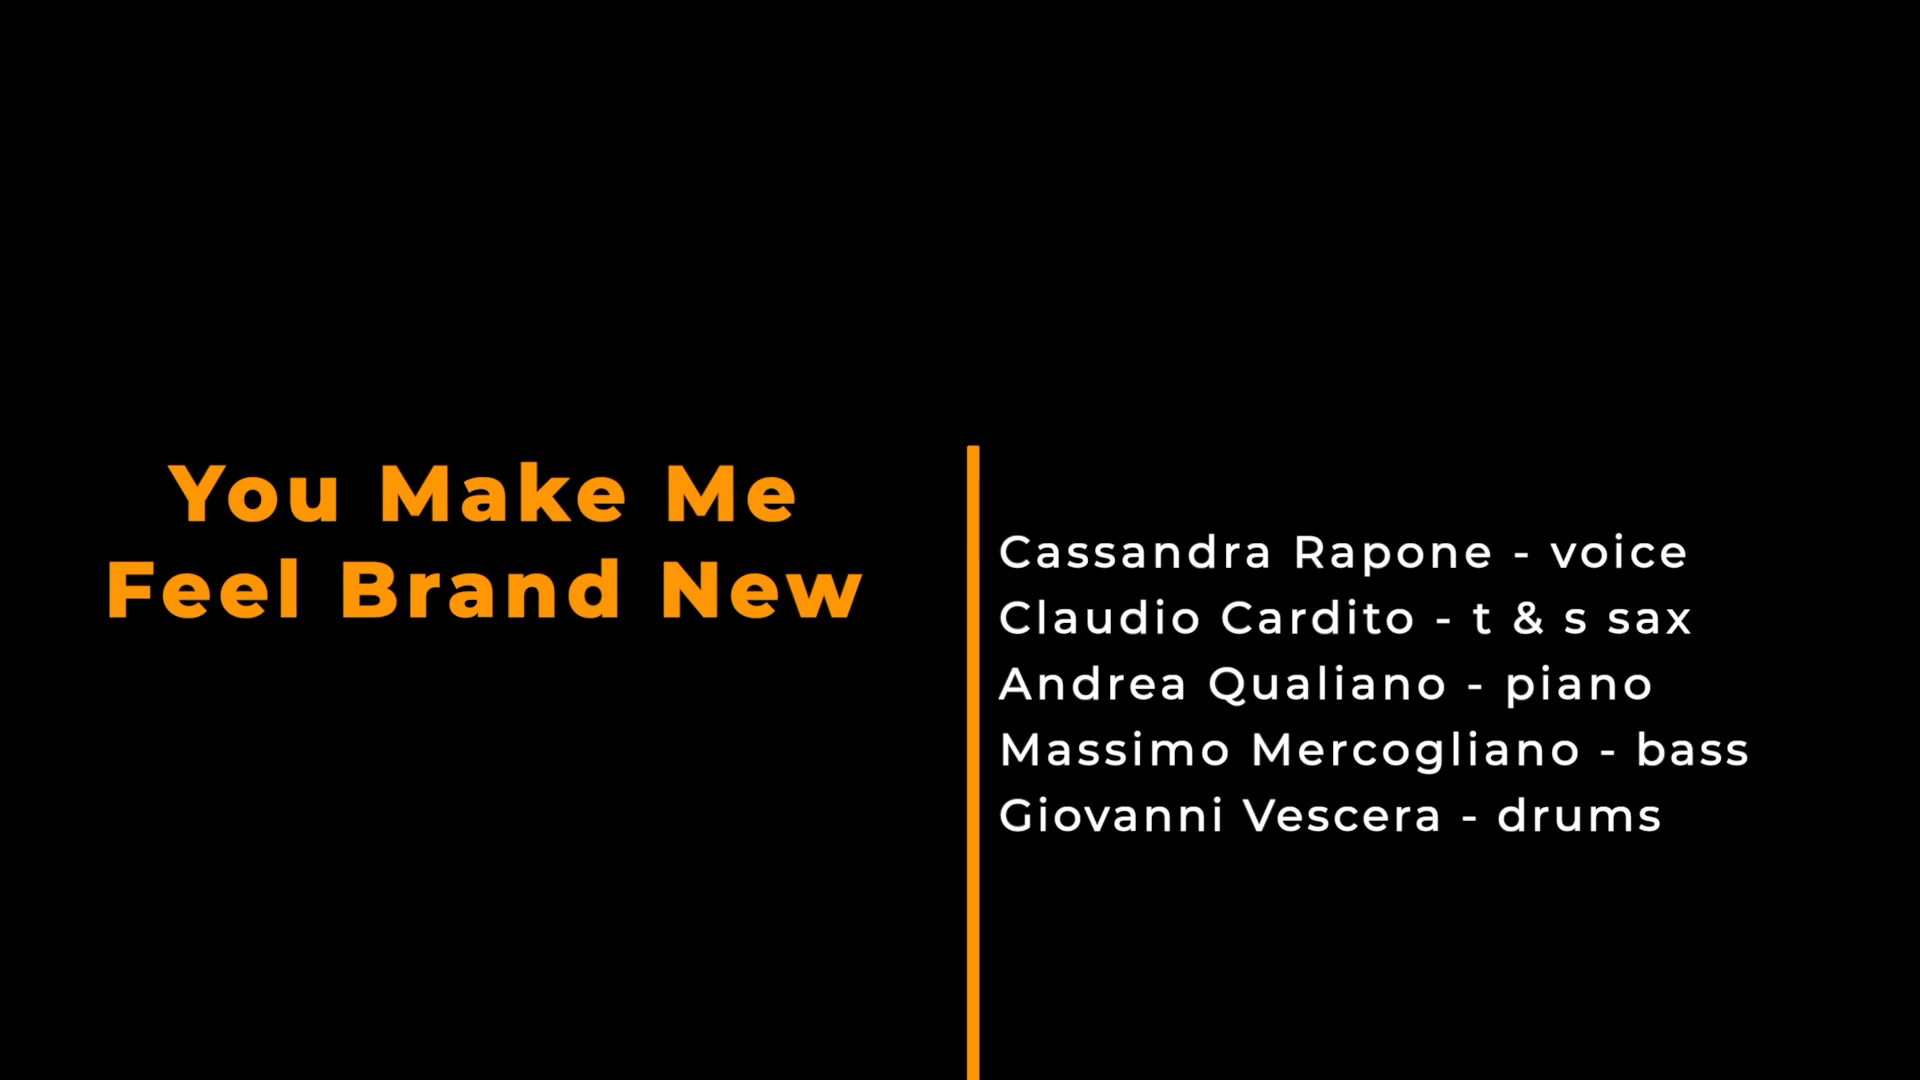 You Make Me
Feel Brand New
Cassandra Rapone - voice
Claudio Cardito - t & s sax
Andrea Qualiano - piano
Massimo Mercogliano - bass
Giovanni Vescera - drums